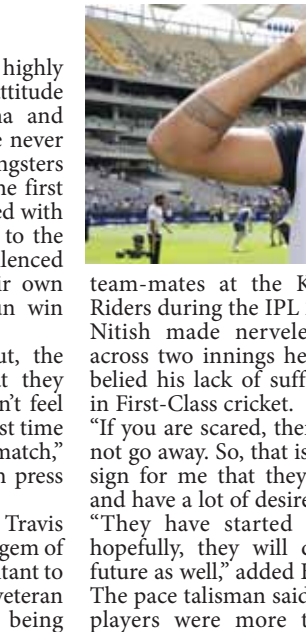 highly
ttitude
na and
e never
ngsters
he first
ed with
to the
lenced
ir own
un win
ut, the
at they
n't feel
st time
match,”
n press
Travis
gem of
tant to
veteran
being
team-mates at the K
Riders during the IPL
Nitish made nervele
across two innings he
belied his lack of suff
in First-Class cricket.
“If you are scared, the
not go away. So, that is
sign for me that they
and have a lot of desire
“They have started
hopefully, they will
future as well,” added
The pace talisman said
players were more t